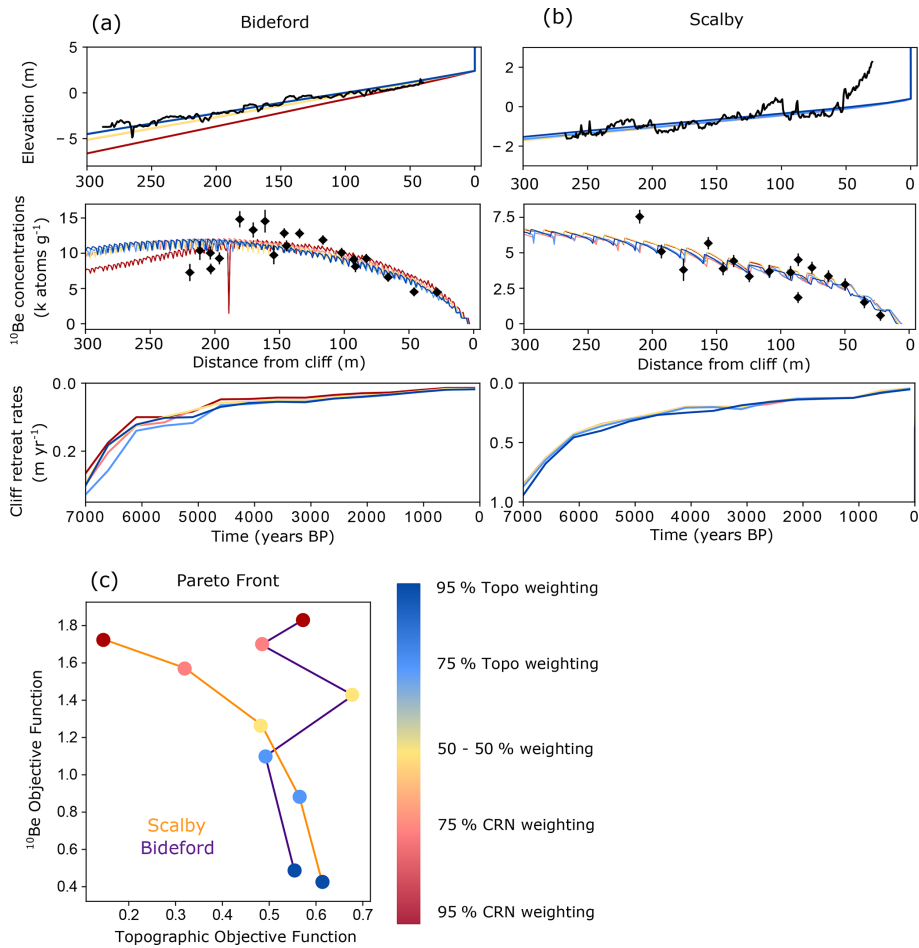 (a) Bideford
(b) Scalby
Elevation (m)
5
0
−5
300 250 200 150 100 50 0
2
0
−2
300 250 200 150 100 50 0
¹⁰Be concentrations
(k atoms g⁻¹)
15
10
5
0
300 250 200 150 100 50 0
Distance from cliff (m)
7.5
5.0
2.5
0
300 250 200 150 100 50 0
Distance from cliff (m)
Cliff retreat rates
(m yr⁻¹)
0.0
0.2
7000 6000 5000 4000 3000 2000 1000 0
Time (years BP)
0.0
0.5
1.0
7000 6000 5000 4000 3000 2000 1000 0
Time (years BP)
(c) Pareto Front
¹⁰Be Objective Function
1.8
1.6
1.4
1.2
1.0
0.8
0.6
0.4
Scalby
Bideford
0.2 0.3 0.4 0.5 0.6 0.7
Topographic Objective Function
95 % Topo weighting
75 % Topo weighting
50 - 50 % weighting
75 % CRN weighting
95 % CRN weighting